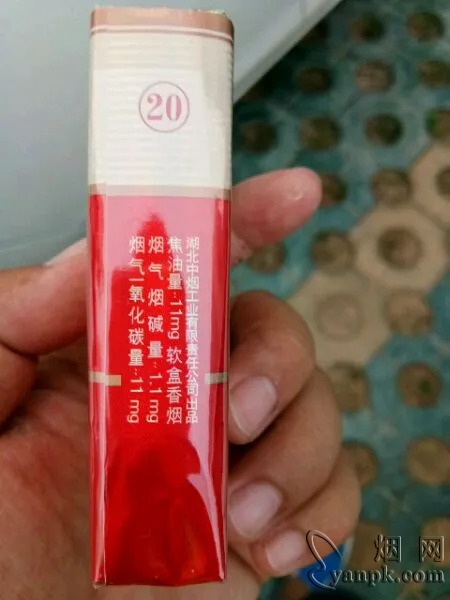 20
湖北中烟工业有限责任公司出品
焦油量:11mg 软盒香烟
烟气烟碱量:1.1mg
烟气一氧化碳量:11mg
烟网
yanpk.com